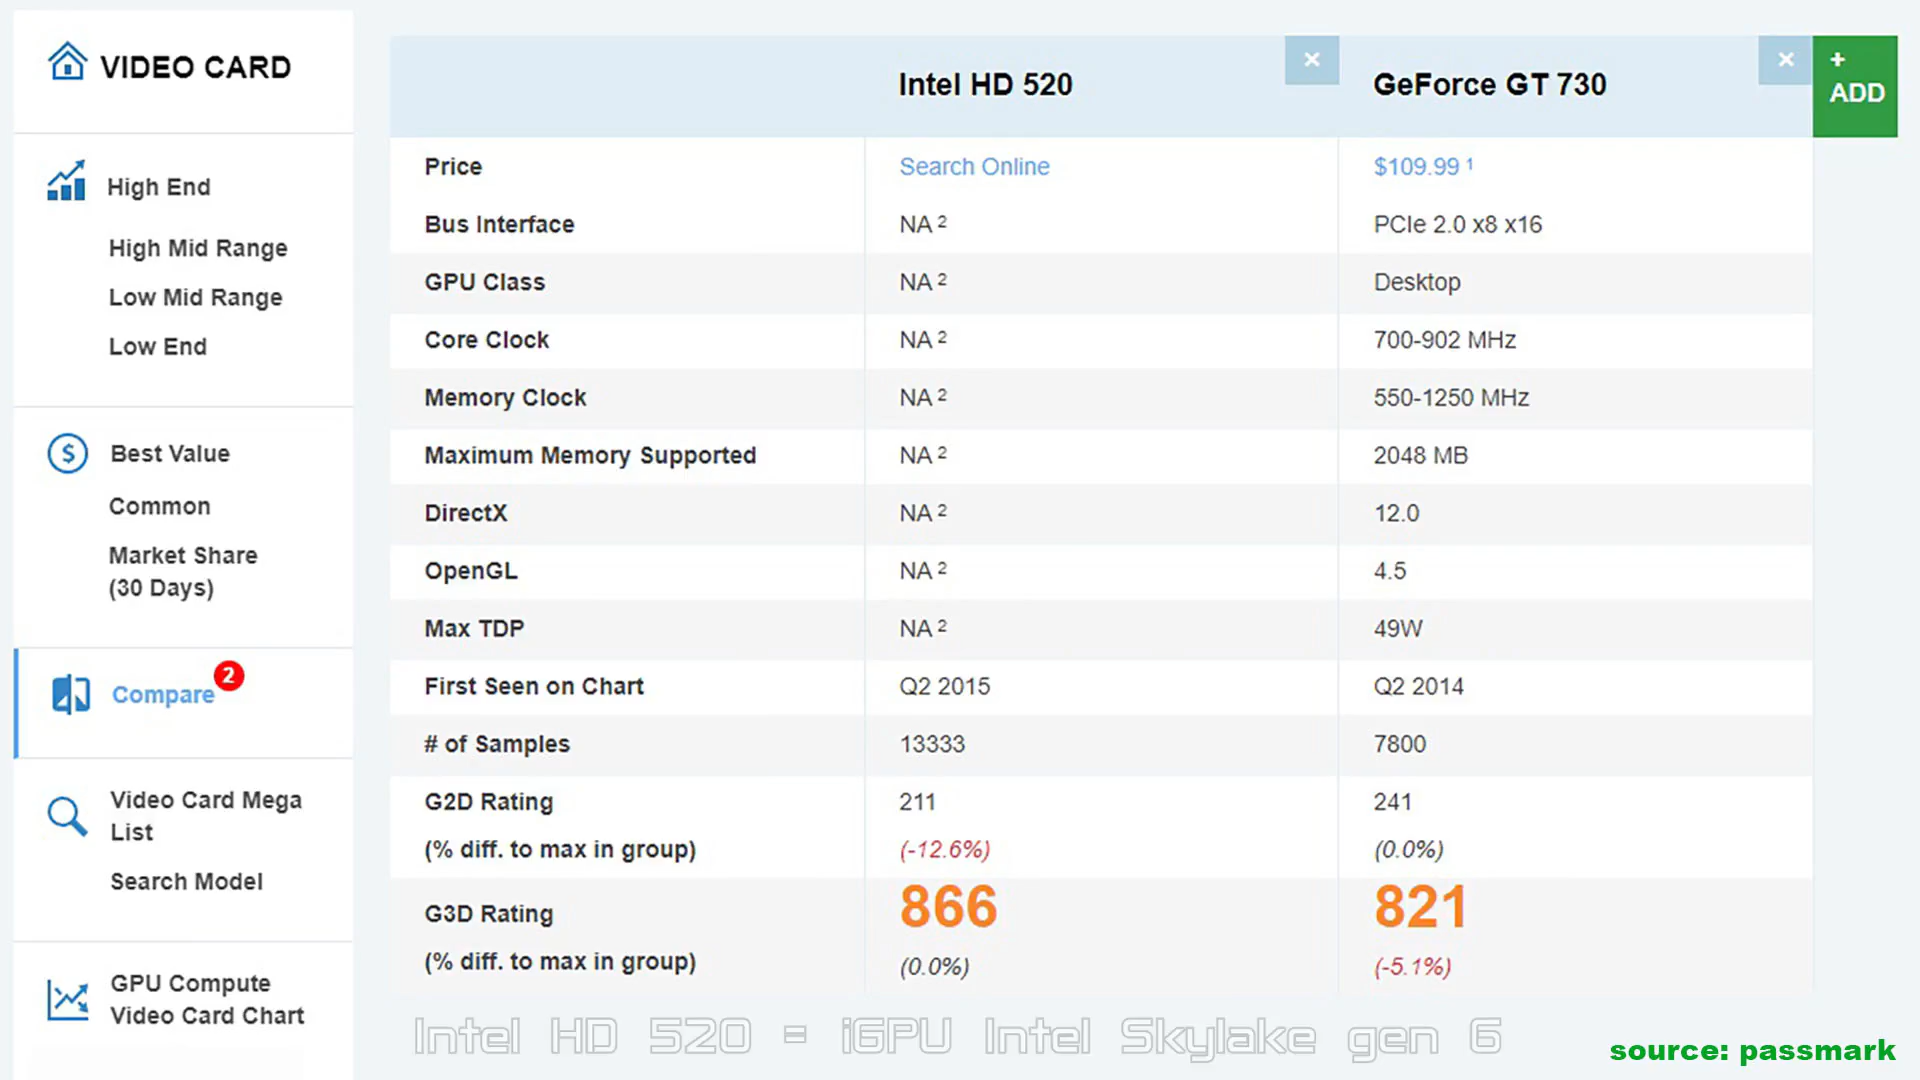 VIDEO CARD
High End
High Mid Range
Low Mid Range
Low End
$
Best Value
Common
Market Share
(30 Days)
Compare 2
Video Card Mega
List
Search Model
GPU Compute
Video Card Chart
Intel HD 520 × GeForce GT 730 × + ADD
Price Search Online $109.99 ¹
Bus Interface NA ² PCIe 2.0 x8 x16
GPU Class NA ² Desktop
Core Clock NA ² 700-902 MHz
Memory Clock NA ² 550-1250 MHz
Maximum Memory Supported NA ² 2048 MB
DirectX NA ² 12.0
OpenGL NA ² 4.5
Max TDP NA ² 49W
First Seen on Chart Q2 2015 Q2 2014
# of Samples 13333 7800
G2D Rating 211 241
(% diff. to max in group) (-12.6%) (0.0%)
G3D Rating 866 821
(% diff. to max in group) (0.0%) (-5.1%)
Intel HD 520 = iGPU Intel Skylake gen 6
source: passmark